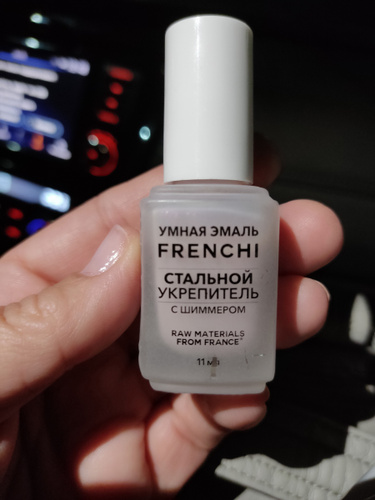 УМНАЯ ЭМАЛЬ
FRENCHI
СТАЛЬНОЙ
УКРЕПИТЕЛЬ
С ШИММЕРОМ
RAW MATERIALS
FROM FRANCE*
11 мл